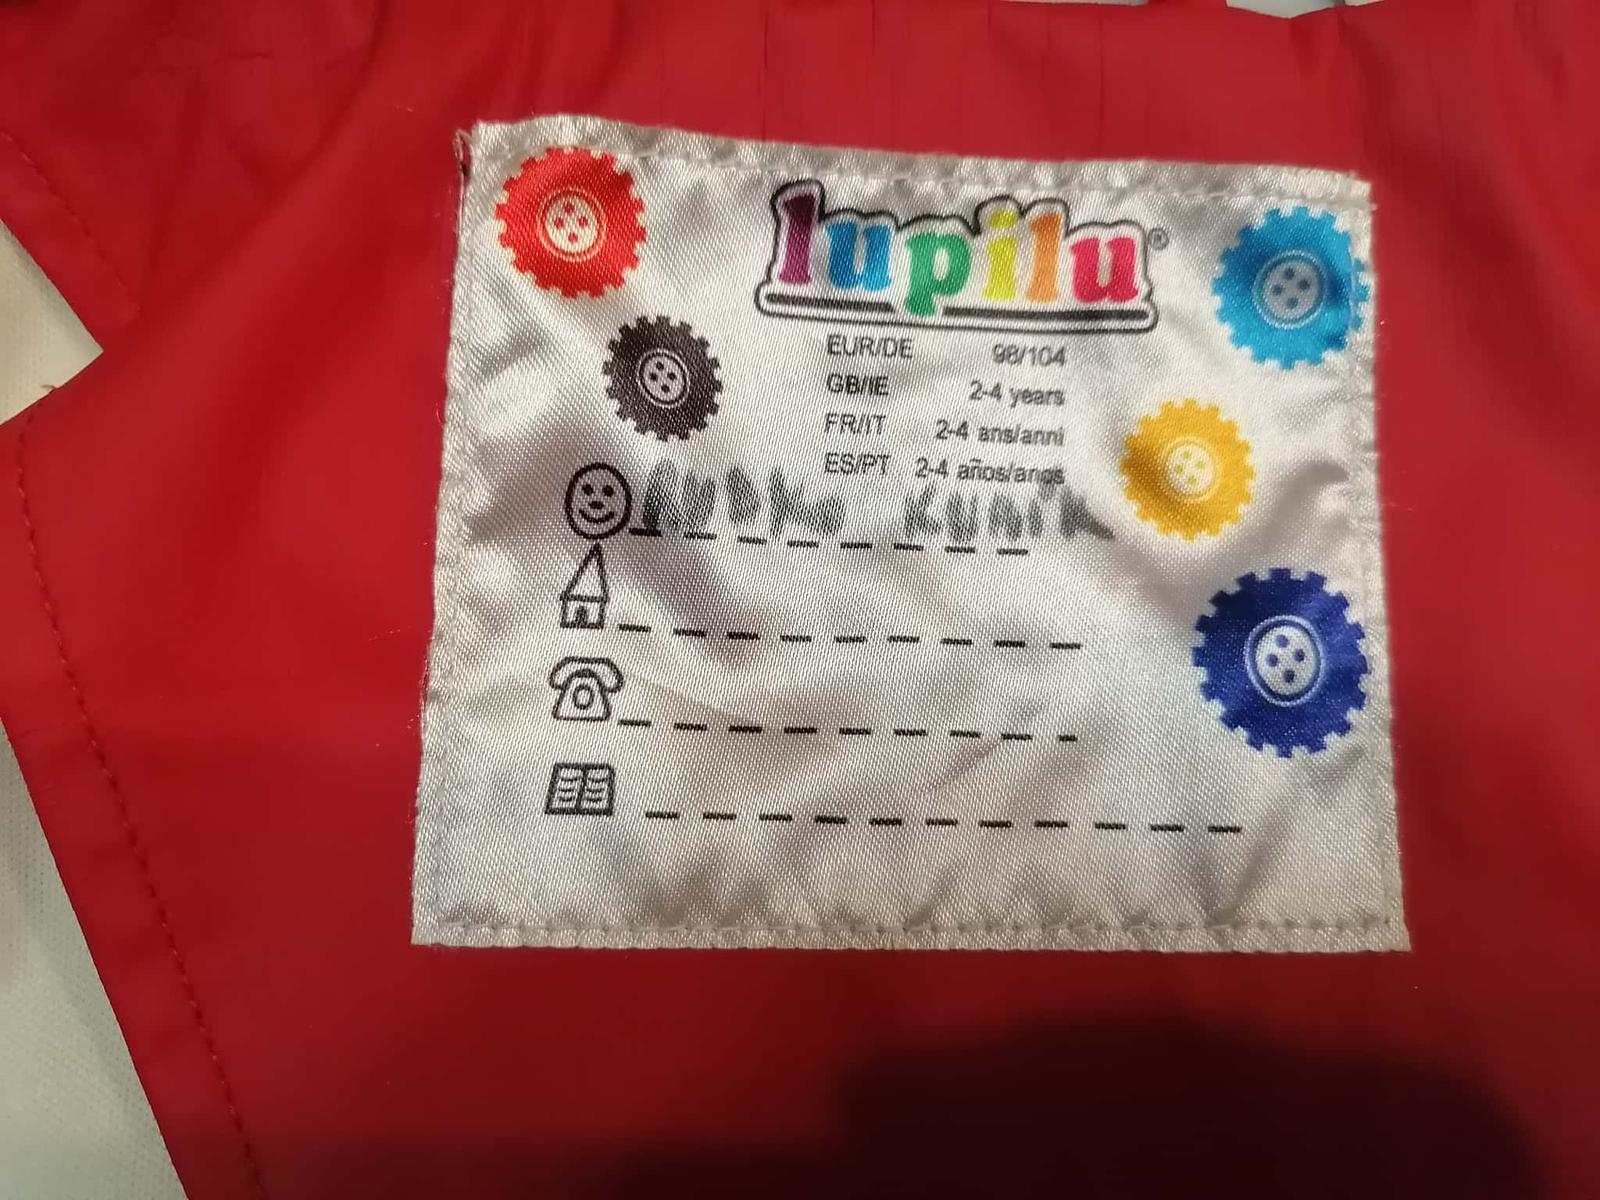 lupilu®
EUR/DE 98/104
GB/IE 2-4 years
FR/IT 2-4 ans/anni
ES/PT 2-4 años/anos